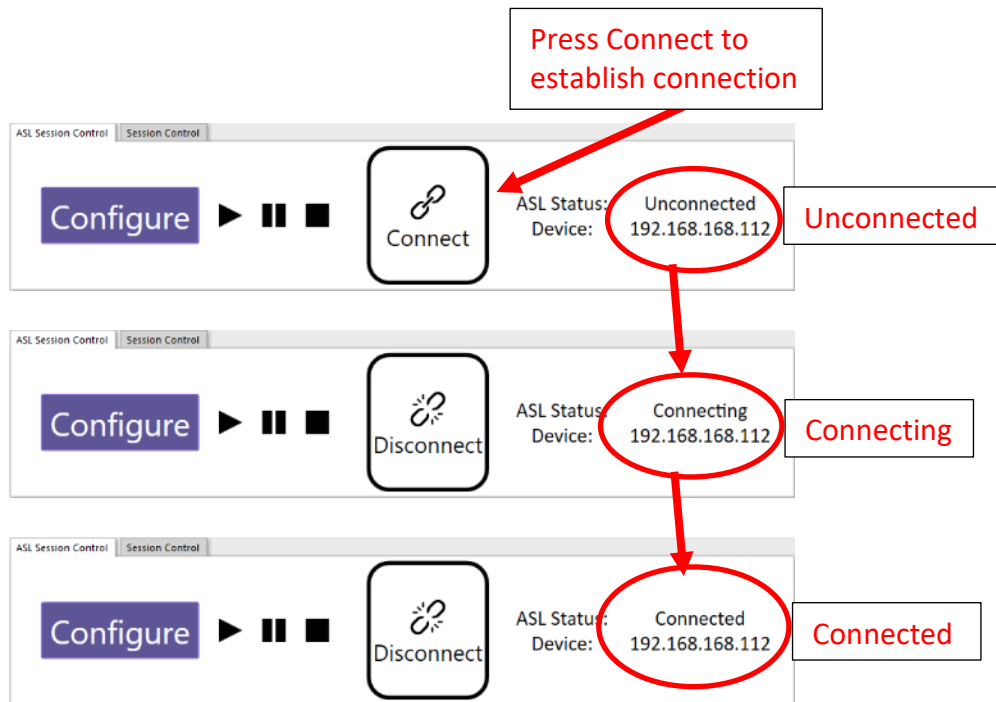 Press Connect to
establish connection
ASL Session Control Session Control
Configure
Connect
ASL Status: Unconnected
Device: 192.168.168.112
Unconnected
ASL Session Control Session Control
Configure
Disconnect
ASL Status: Connecting
Device: 192.168.168.112
Connecting
ASL Session Control Session Control
Configure
Disconnect
ASL Status: Connected
Device: 192.168.168.112
Connected